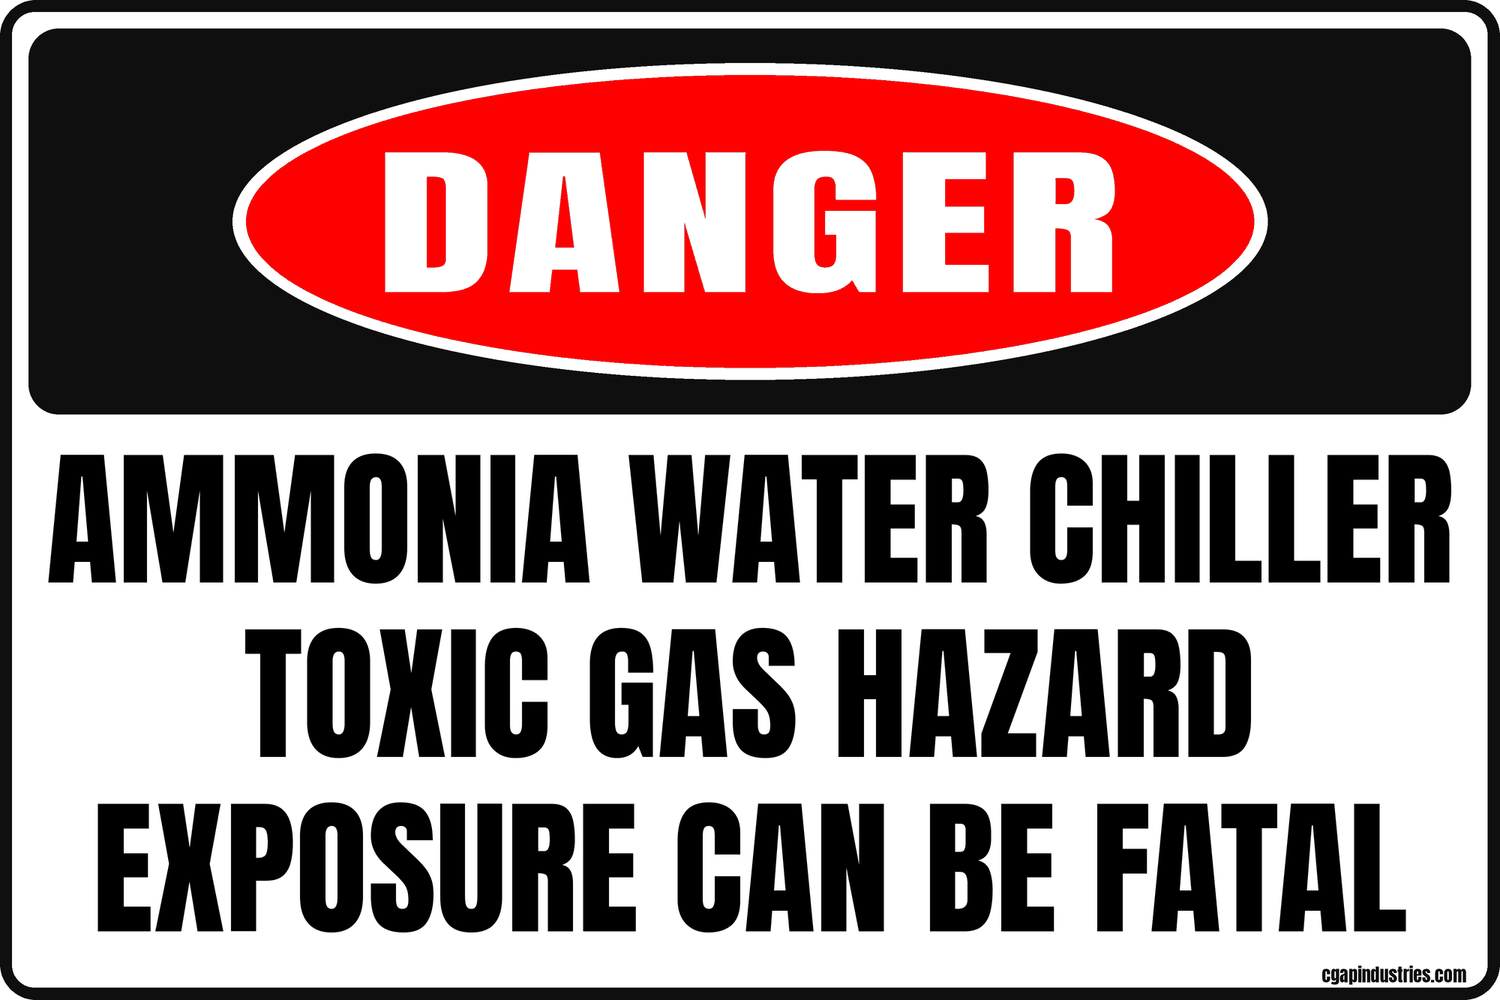 DANGER
AMMONIA WATER CHILLER
TOXIC GAS HAZARD
EXPOSURE CAN BE FATAL
cgapindustries.com